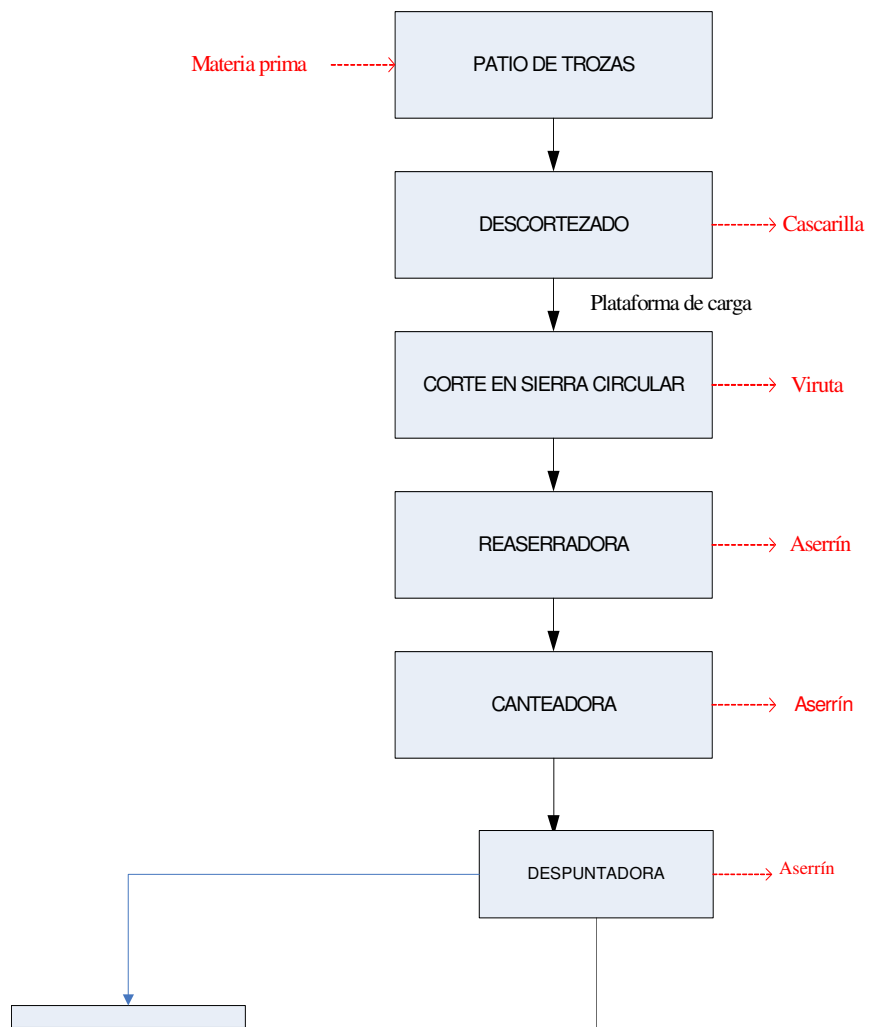 PATIO DE TROZAS
Materia prima
DESCORTEZADO
Cascarilla
Plataforma de carga
CORTE EN SIERRA CIRCULAR
Viruta
REASERRADORA
Aserrín
CANTEADORA
Aserrín
DESPUNTADORA
Aserrín